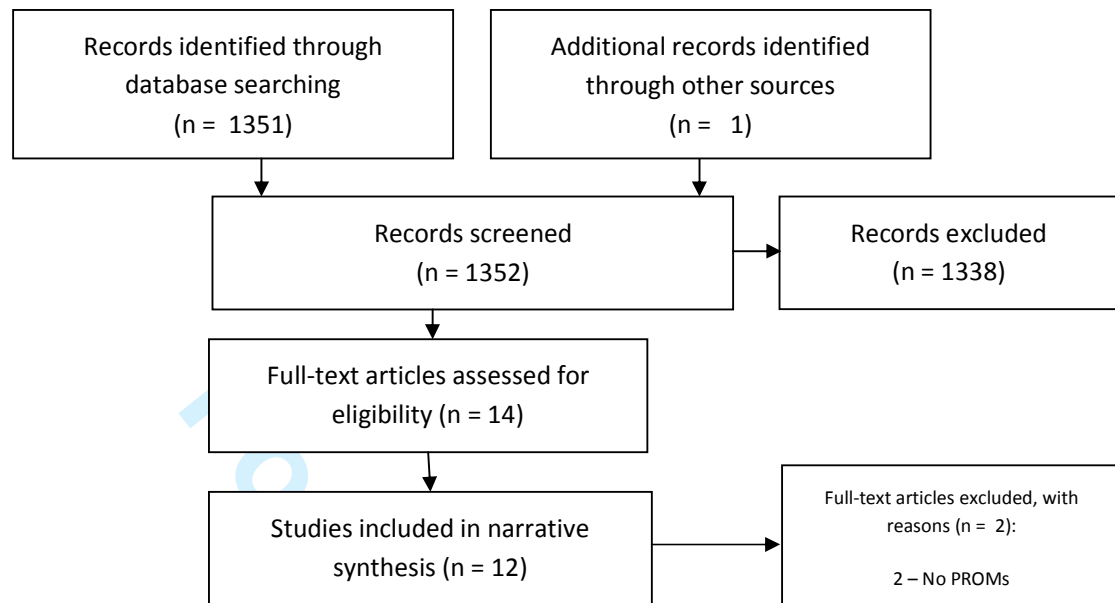 Records identified through
database searching
(n = 1351)
Additional records identified
through other sources
(n = 1)
Records screened
(n = 1352)
Records excluded
(n = 1338)
Full-text articles assessed for
eligibility (n = 14)
Studies included in narrative
synthesis (n = 12)
Full-text articles excluded, with
reasons (n = 2):
2 – No PROMs